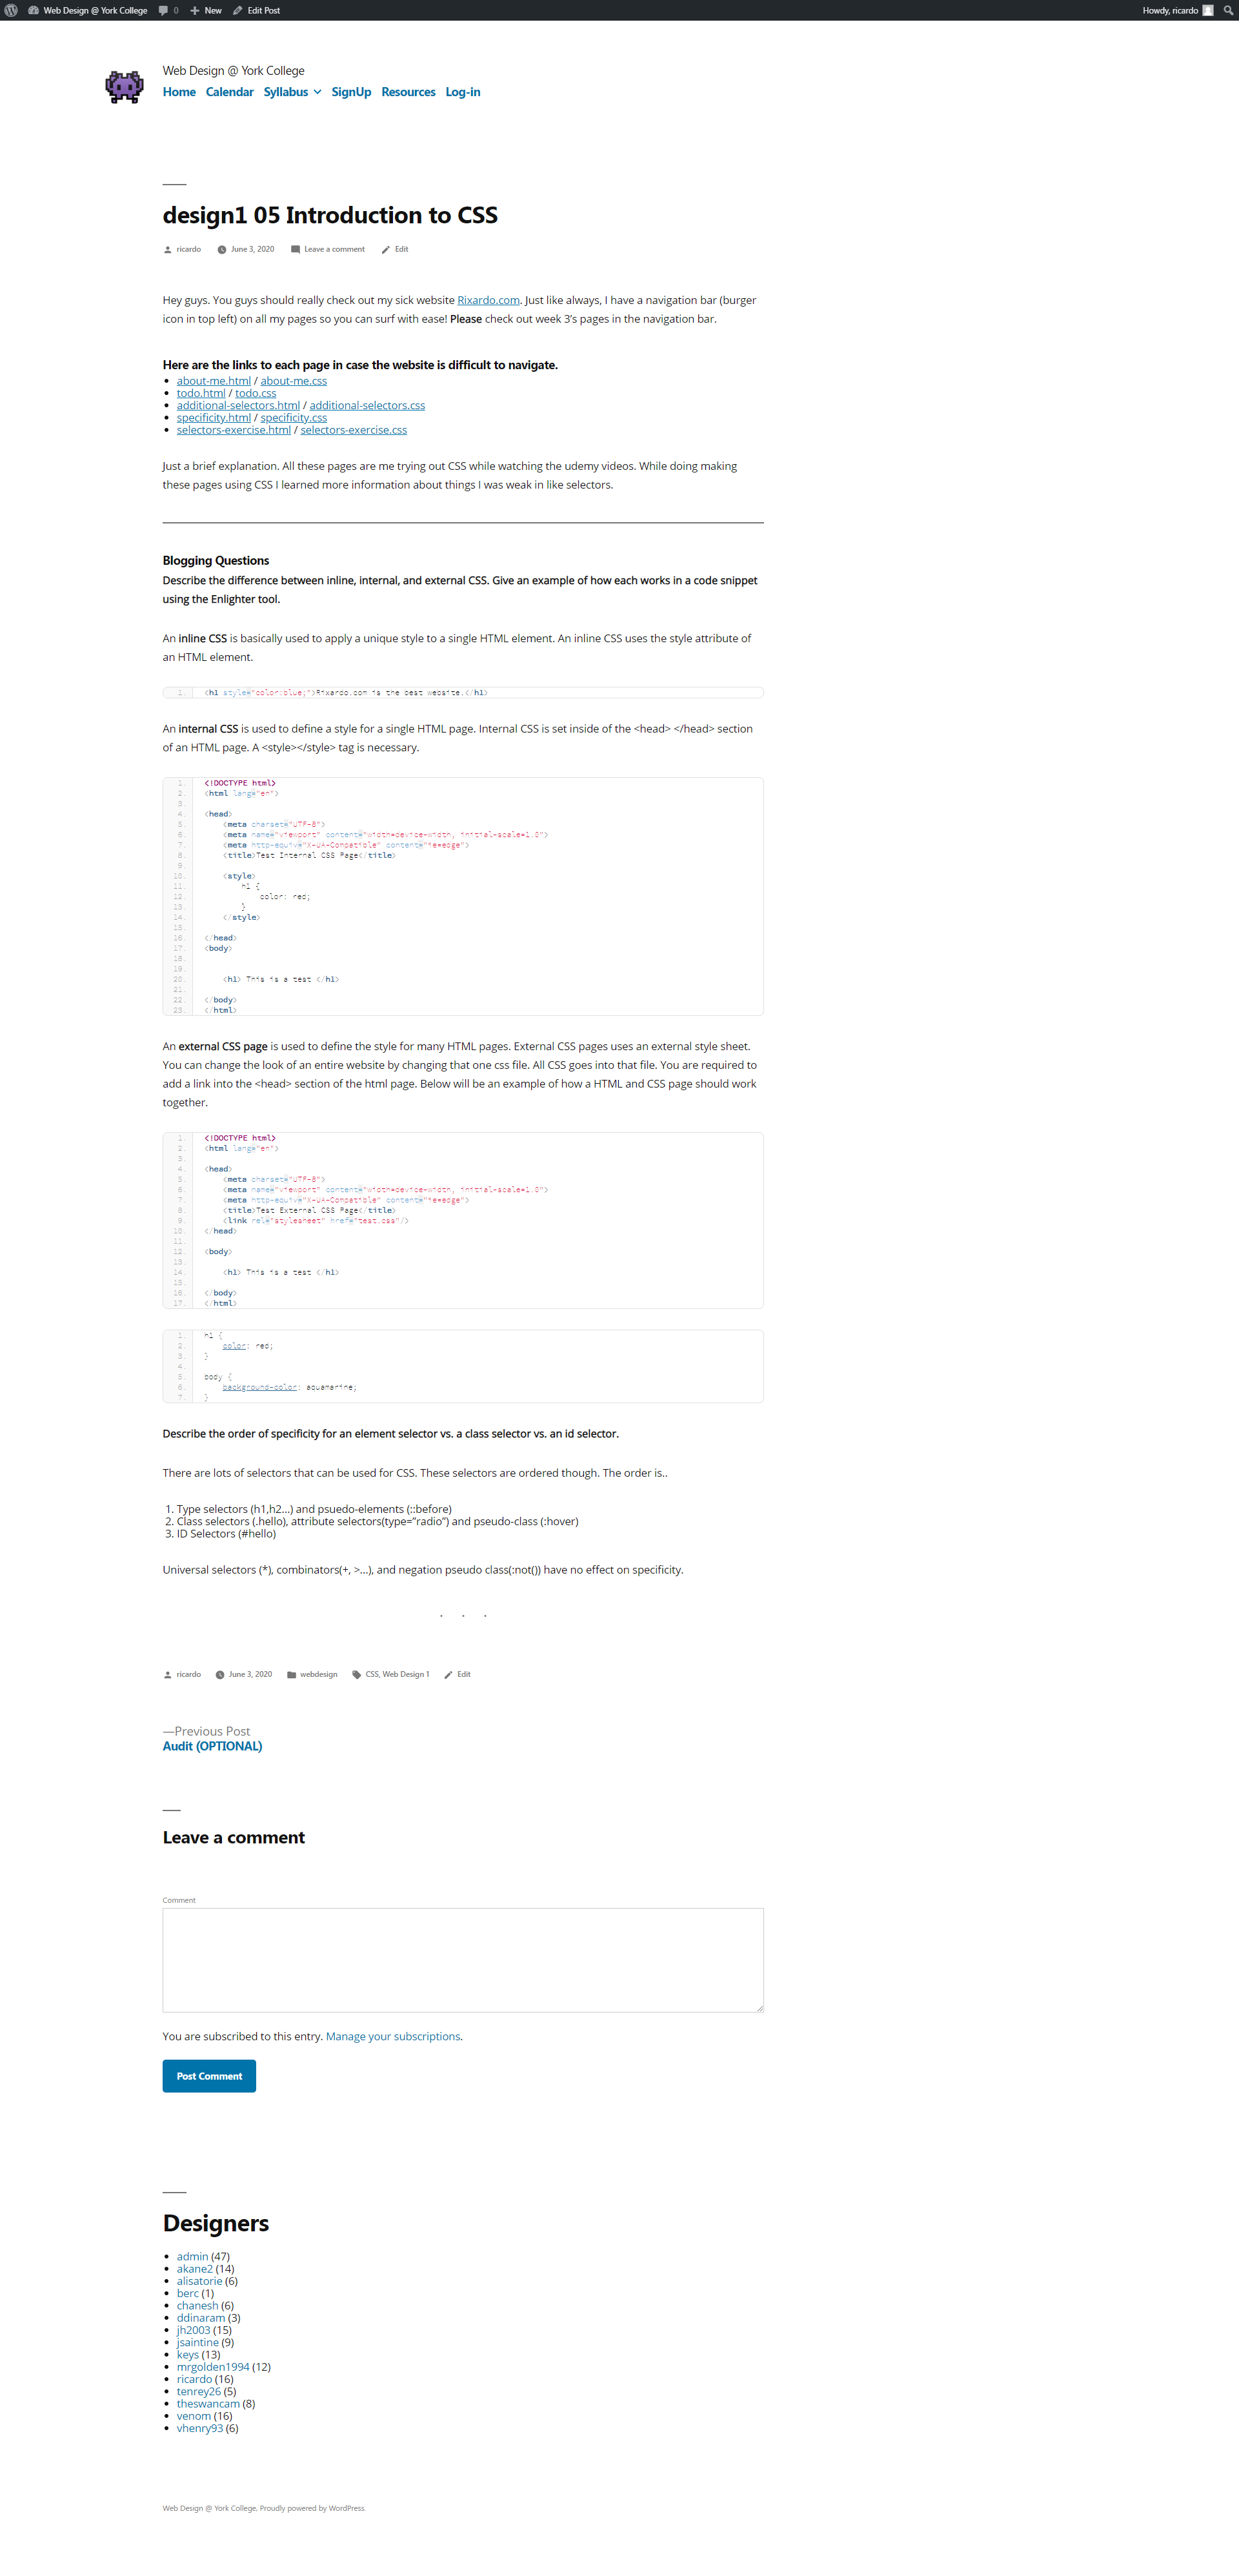 Web Design @ York College 0 New Edit Post Howdy, ricardo
Web Design @ York College
Home Calendar Syllabus SignUp Resources Log-in
design1 05 Introduction to CSS
ricardo June 3, 2020 Leave a comment Edit
Hey guys. You guys should really check out my sick website Rixardo.com. Just like always, I have a navigation bar (burger
icon in top left) on all my pages so you can surf with ease! Please check out week 3’s pages in the navigation bar.
Here are the links to each page in case the website is difficult to navigate.
• about-me.html / about-me.css
• todo.html / todo.css
• additional-selectors.html / additional-selectors.css
• specificity.html / specificity.css
• selectors-exercise.html / selectors-exercise.css
Just a brief explanation. All these pages are me trying out CSS while watching the udemy videos. While doing making
these pages using CSS I learned more information about things I was weak in like selectors.
Blogging Questions
Describe the difference between inline, internal, and external CSS. Give an example of how each works in a code snippet
using the Enlighter tool.
An inline CSS is basically used to apply a unique style to a single HTML element. An inline CSS uses the style attribute of
an HTML element.
1. <h1 style="color:blue;">Rixardo.com is the best website.</h1>
An internal CSS is used to define a style for a single HTML page. Internal CSS is set inside of the <head> </head> section
of an HTML page. A <style></style> tag is necessary.
1. <!DOCTYPE html>
2. <html lang="en">
3.
4. <head>
5. <meta charset="UTF-8">
6. <meta name="viewport" content="width=device-width, initial-scale=1.0">
7. <meta http-equiv="X-UA-Compatible" content="ie=edge">
8. <title>Test Internal CSS Page</title>
9.
10. <style>
11. h1 {
12. color: red;
13. }
14. </style>
15.
16. </head>
17. <body>
18.
19.
20. <h1> This is a test </h1>
21.
22. </body>
23. </html>
An external CSS page is used to define the style for many HTML pages. External CSS pages uses an external style sheet.
You can change the look of an entire website by changing that one css file. All CSS goes into that file. You are required to
add a link into the <head> section of the html page. Below will be an example of how a HTML and CSS page should work
together.
1. <!DOCTYPE html>
2. <html lang="en">
3.
4. <head>
5. <meta charset="UTF-8">
6. <meta name="viewport" content="width=device-width, initial-scale=1.0">
7. <meta http-equiv="X-UA-Compatible" content="ie=edge">
8. <title>Test External CSS Page</title>
9. <link rel="stylesheet" href="test.css"/>
10. </head>
11.
12. <body>
13.
14. <h1> This is a test </h1>
15.
16. </body>
17. </html>
1. h1 {
2. color: red;
3. }
4.
5. body {
6. background-color: aquamarine;
7. }
Describe the order of specificity for an element selector vs. a class selector vs. an id selector.
There are lots of selectors that can be used for CSS. These selectors are ordered though. The order is..
1. Type selectors (h1,h2…) and psuedo-elements (::before)
2. Class selectors (.hello), attribute selectors(type=”radio”) and pseudo-class (:hover)
3. ID Selectors (#hello)
Universal selectors (*), combinators(+, >…), and negation pseudo class(:not()) have no effect on specificity.
. . .
ricardo June 3, 2020 webdesign CSS, Web Design 1 Edit
—Previous Post
Audit (OPTIONAL)
Leave a comment
Comment
You are subscribed to this entry. Manage your subscriptions.
Post Comment
Designers
• admin (47)
• akane2 (14)
• alisatorie (6)
• berc (1)
• chanesh (6)
• ddinaram (3)
• jh2003 (15)
• jsaintine (9)
• keys (13)
• mrgolden1994 (12)
• ricardo (16)
• tenrey26 (5)
• theswancam (8)
• venom (16)
• vhenry93 (6)
Web Design @ York College, Proudly powered by WordPress.